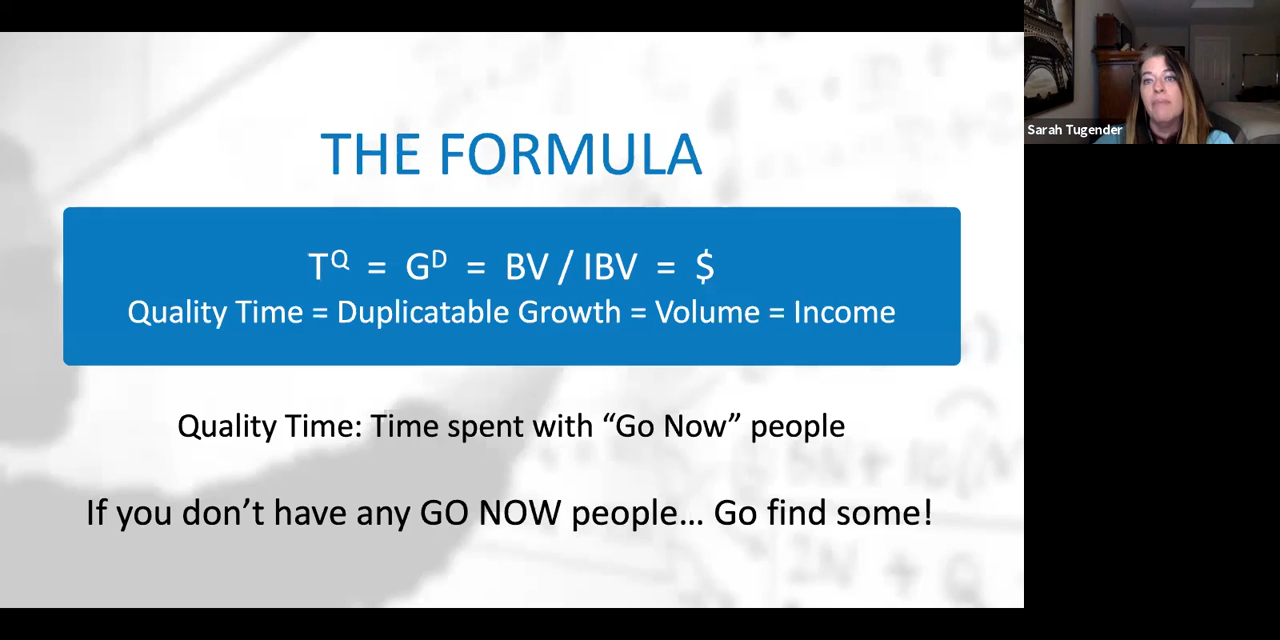 THE FORMULA
T^Q = G^D = BV / IBV = $
Quality Time = Duplicatable Growth = Volume = Income
Quality Time: Time spent with “Go Now” people
If you don’t have any GO NOW people... Go find some!
Sarah Tugender